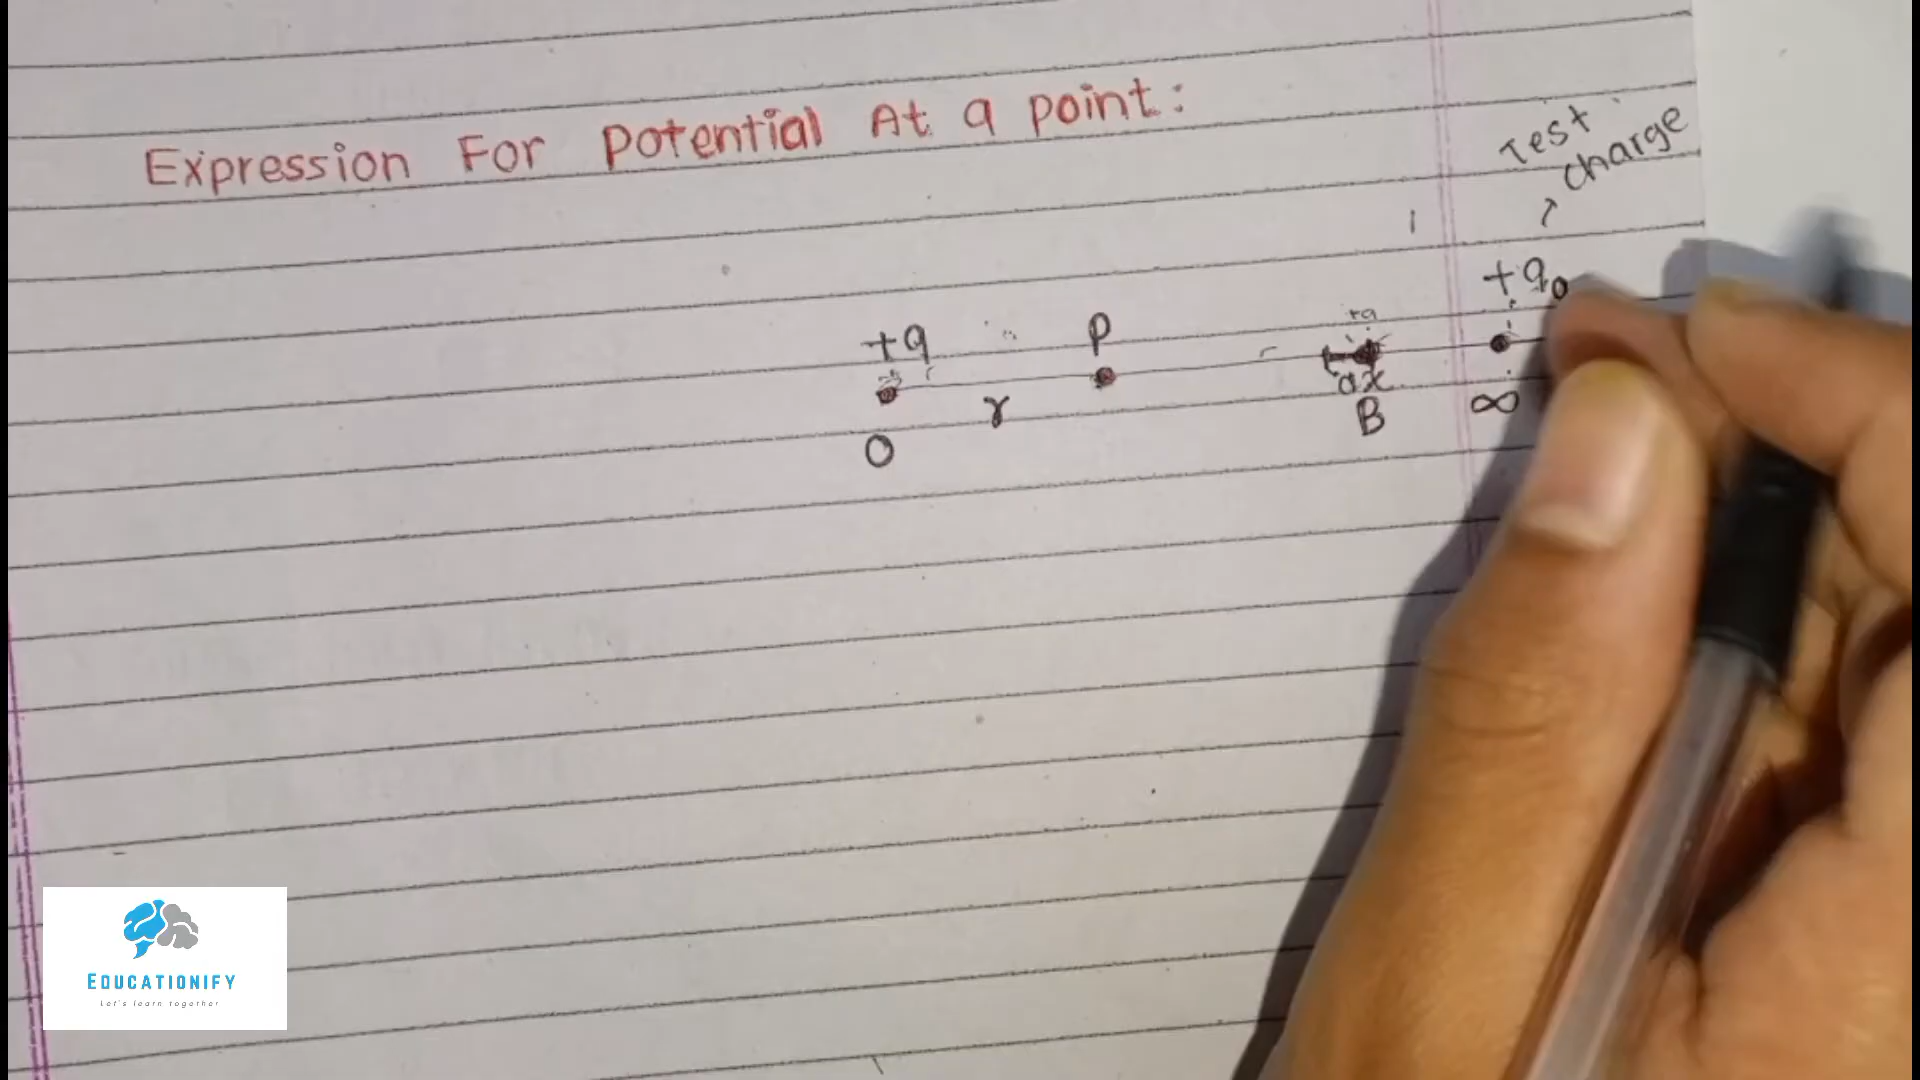 Expression For Potential At a point:
Test
charge
+q₀
+q
P
+q
r
dx
B
∞
O
EDUCATIONIFY
Let's learn together